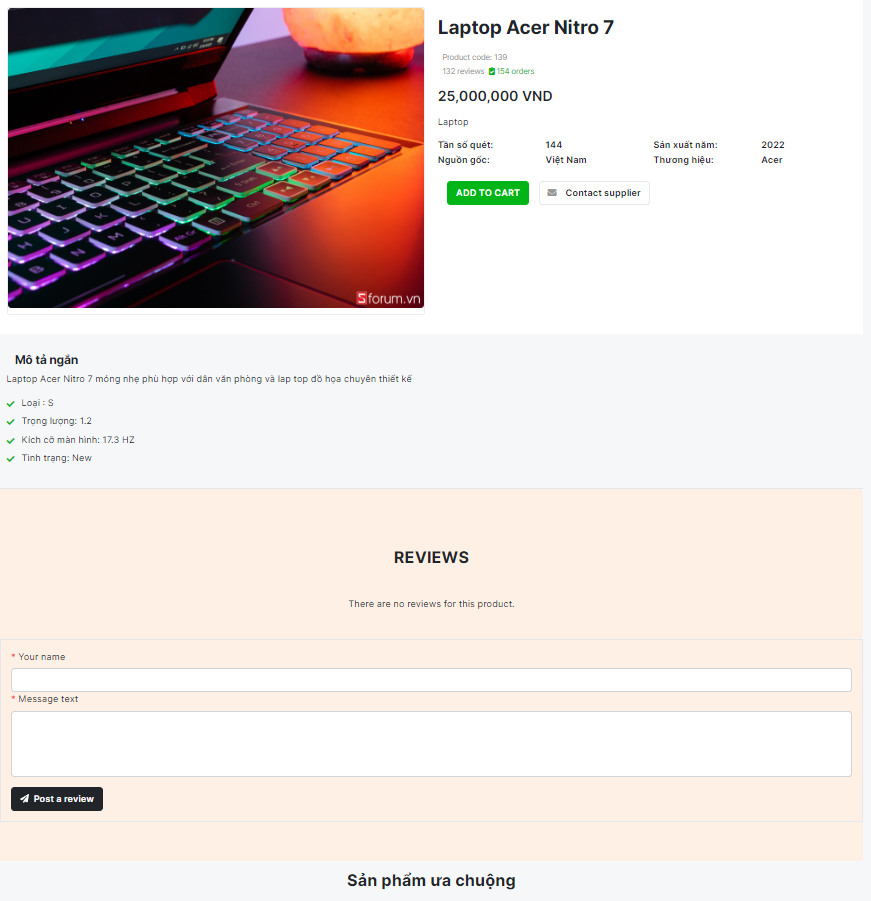 Laptop Acer Nitro 7
Product code: 139
132 reviews 154 orders
25,000,000 VND
Laptop
Tần số quét: 144 Sản xuất năm: 2022
Nguồn gốc: Việt Nam Thương hiệu: Acer
ADD TO CART Contact supplier
Sforum.vn
Mô tả ngắn
Laptop Acer Nitro 7 mỏng nhẹ phù hợp với dân văn phòng và lap top đồ họa chuyên thiết kế
Loại : S
Trọng lượng: 1.2
Kích cỡ màn hình: 17.3 HZ
Tình trạng: New
REVIEWS
There are no reviews for this product.
* Your name
* Message text
Post a review
Sản phẩm ưa chuộng